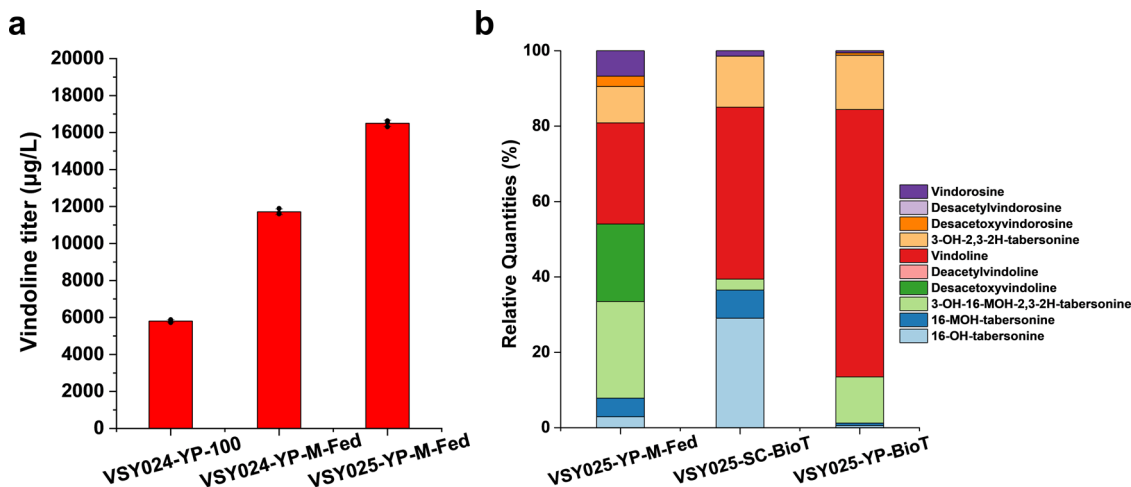 a
Vindoline titer (µg/L)
20000
18000
16000
14000
12000
10000
8000
6000
4000
2000
0
VSY024-YP-100
VSY024-YP-M-Fed
VSY025-YP-M-Fed
b
Relative Quantities (%)
100
80
60
40
20
0
VSY025-YP-M-Fed
VSY025-SC-BioT
VSY025-YP-BioT
Vindorosine
Desacetylvindorosine
Desacetoxyvindorosine
3-OH-2,3-2H-tabersonine
Vindoline
Deacetylvindoline
Desacetoxyvindoline
3-OH-16-MOH-2,3-2H-tabersonine
16-MOH-tabersonine
16-OH-tabersonine